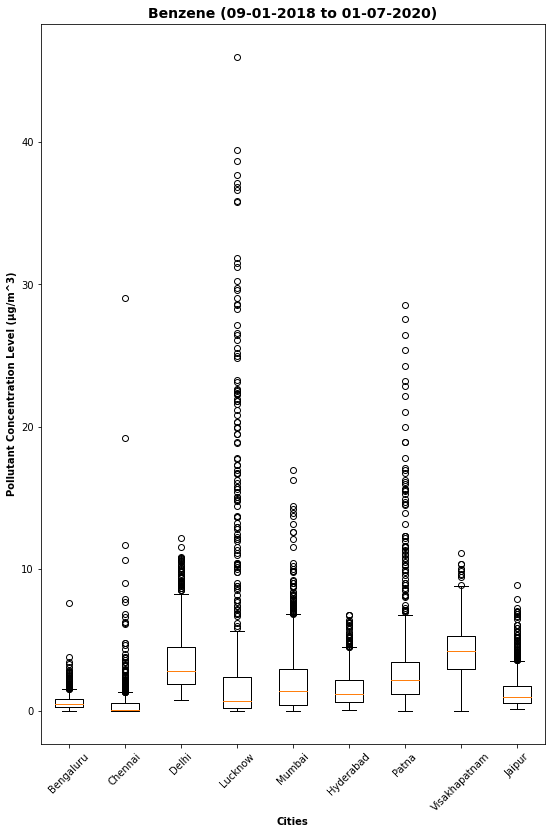 Benzene (09-01-2018 to 01-07-2020)
Pollutant Concentration Level (µg/m^3)
40
30
20
10
0
Bengaluru
Chennai
Delhi
Lucknow
Mumbai
Hyderabad
Patna
Visakhapatnam
Jaipur
Cities